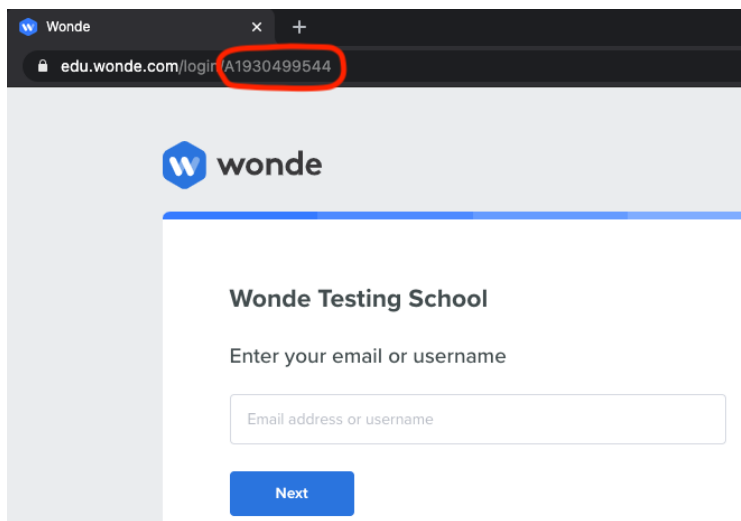 Wonde
edu.wonde.com/login/A1930499544
wonde
Wonde Testing School
Enter your email or username
Email address or username
Next